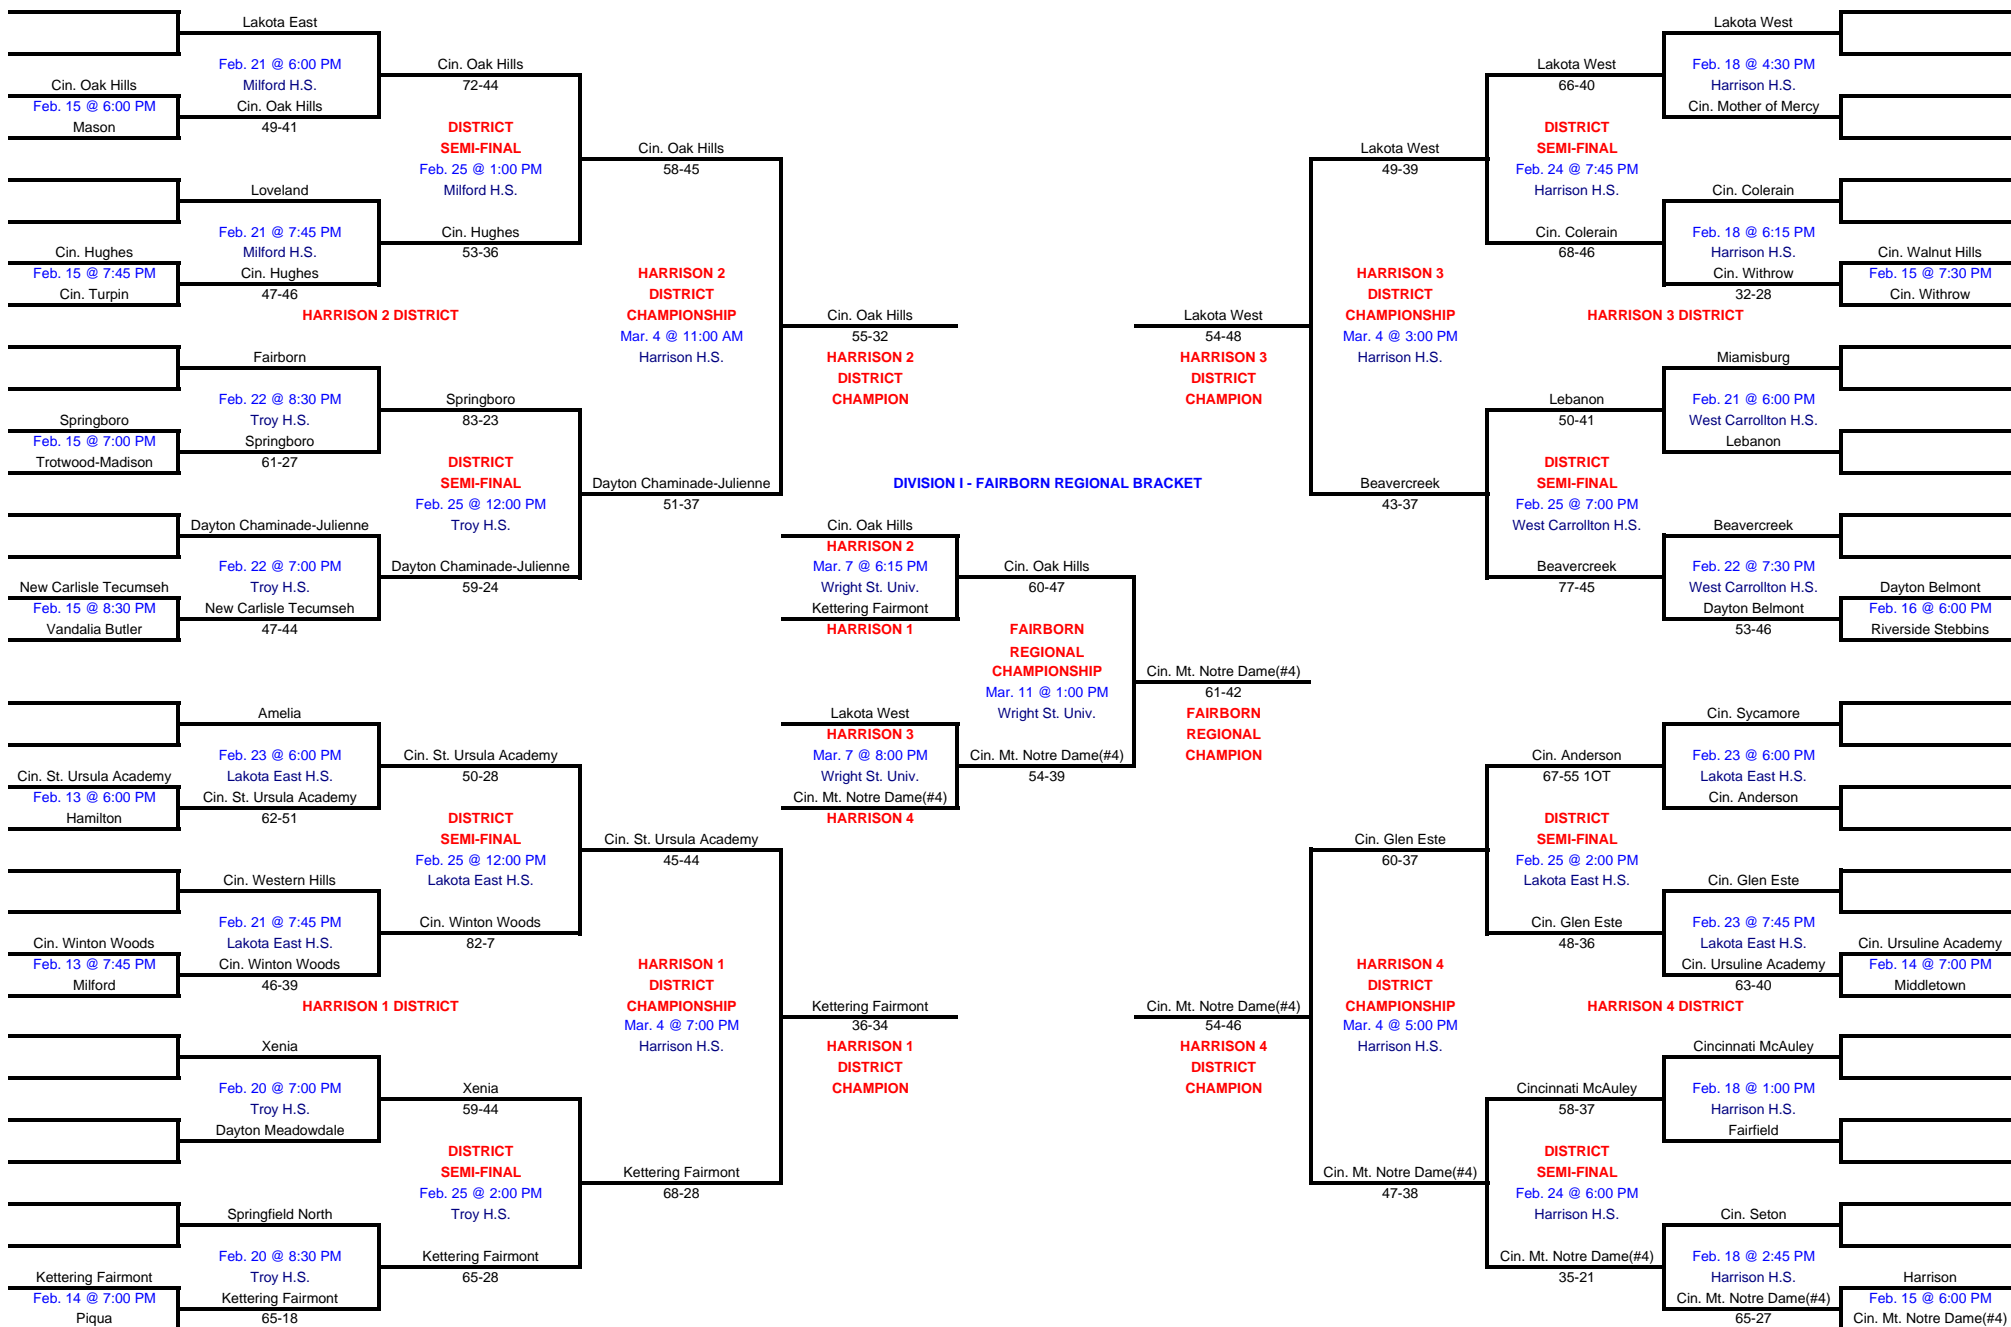 Lakota East
Feb. 21 @ 6:00 PM
Cin. Oak Hills
Cin. Oak Hills
Milford H.S.
72-44
Feb. 15 @ 6:00 PM
Cin. Oak Hills
Mason
49-41
DISTRICT
SEMI-FINAL
Cin. Oak Hills
Feb. 25 @ 1:00 PM
58-45
Loveland
Milford H.S.
Feb. 21 @ 7:45 PM
Cin. Hughes
Cin. Hughes
Milford H.S.
53-36
Feb. 15 @ 7:45 PM
Cin. Hughes
HARRISON 2
Cin. Turpin
47-46
DISTRICT
HARRISON 2 DISTRICT
CHAMPIONSHIP
Cin. Oak Hills
Mar. 4 @ 11:00 AM
55-32
Fairborn
Harrison H.S.
HARRISON 2
DISTRICT
Feb. 22 @ 8:30 PM
Springboro
CHAMPION
Springboro
Troy H.S.
83-23
Feb. 15 @ 7:00 PM
Springboro
Trotwood-Madison
61-27
DISTRICT
SEMI-FINAL
Dayton Chaminade-Julienne
Feb. 25 @ 12:00 PM
51-37
Dayton Chaminade-Julienne
Troy H.S.
Feb. 22 @ 7:00 PM
Dayton Chaminade-Julienne
New Carlisle Tecumseh
Troy H.S.
59-24
Feb. 15 @ 8:30 PM
New Carlisle Tecumseh
Vandalia Butler
47-44
Lakota West
Lakota West
Feb. 18 @ 4:30 PM
66-40
Harrison H.S.
Cin. Mother of Mercy
DISTRICT
Lakota West
SEMI-FINAL
49-39
Feb. 24 @ 7:45 PM
Harrison H.S.
Cin. Colerain
Cin. Colerain
Feb. 18 @ 6:15 PM
68-46
Harrison H.S.
Cin. Walnut Hills
HARRISON 3
Cin. Withrow
Feb. 15 @ 7:30 PM
DISTRICT
32-28
Cin. Withrow
Lakota West
CHAMPIONSHIP
HARRISON 3 DISTRICT
54-48
Mar. 4 @ 3:00 PM
HARRISON 3
Harrison H.S.
Miamisburg
DISTRICT
CHAMPION
Lebanon
Feb. 21 @ 6:00 PM
50-41
West Carrollton H.S.
Lebanon
DISTRICT
Beavercreek
SEMI-FINAL
43-37
Feb. 25 @ 7:00 PM
West Carrollton H.S.
Beavercreek
Beavercreek
Feb. 22 @ 7:30 PM
77-45
West Carrollton H.S.
Dayton Belmont
Dayton Belmont
Feb. 16 @ 6:00 PM
53-46
Riverside Stebbins
DIVISION I - FAIRBORN REGIONAL BRACKET
Cin. Oak Hills
HARRISON 2
Mar. 7 @ 6:15 PM
Cin. Oak Hills
Wright St. Univ.
60-47
Kettering Fairmont
HARRISON 1
FAIRBORN
REGIONAL
CHAMPIONSHIP
Cin. Mt. Notre Dame(#4)
Mar. 11 @ 1:00 PM
61-42
Lakota West
Wright St. Univ.
FAIRBORN
HARRISON 3
REGIONAL
Mar. 7 @ 8:00 PM
Cin. Mt. Notre Dame(#4)
CHAMPION
Wright St. Univ.
54-39
Cin. Mt. Notre Dame(#4)
HARRISON 4
Amelia
Feb. 23 @ 6:00 PM
Cin. St. Ursula Academy
Cin. St. Ursula Academy
Lakota East H.S.
50-28
Feb. 13 @ 6:00 PM
Cin. St. Ursula Academy
Hamilton
62-51
DISTRICT
SEMI-FINAL
Cin. St. Ursula Academy
Feb. 25 @ 12:00 PM
45-44
Cin. Western Hills
Lakota East H.S.
Feb. 21 @ 7:45 PM
Cin. Winton Woods
Cin. Winton Woods
Lakota East H.S.
82-7
Feb. 13 @ 7:45 PM
Cin. Winton Woods
HARRISON 1
Milford
46-39
DISTRICT
HARRISON 1 DISTRICT
CHAMPIONSHIP
Kettering Fairmont
Mar. 4 @ 7:00 PM
36-34
Xenia
Harrison H.S.
HARRISON 1
DISTRICT
Feb. 20 @ 7:00 PM
Xenia
CHAMPION
Troy H.S.
59-44
Dayton Meadowdale
DISTRICT
SEMI-FINAL
Kettering Fairmont
Feb. 25 @ 2:00 PM
68-28
Springfield North
Troy H.S.
Feb. 20 @ 8:30 PM
Kettering Fairmont
Kettering Fairmont
Troy H.S.
65-28
Feb. 14 @ 7:00 PM
Kettering Fairmont
Piqua
65-18
Cin. Sycamore
Cin. Anderson
Feb. 23 @ 6:00 PM
67-55 1OT
Lakota East H.S.
Cin. Anderson
DISTRICT
Cin. Glen Este
SEMI-FINAL
60-37
Feb. 25 @ 2:00 PM
Lakota East H.S.
Cin. Glen Este
Cin. Glen Este
Feb. 23 @ 7:45 PM
48-36
Lakota East H.S.
Cin. Ursuline Academy
HARRISON 4
Cin. Ursuline Academy
Feb. 14 @ 7:00 PM
DISTRICT
63-40
Middletown
Cin. Mt. Notre Dame(#4)
CHAMPIONSHIP
HARRISON 4 DISTRICT
54-46
Mar. 4 @ 5:00 PM
HARRISON 4
Harrison H.S.
Cincinnati McAuley
DISTRICT
CHAMPION
Cincinnati McAuley
Feb. 18 @ 1:00 PM
58-37
Harrison H.S.
Fairfield
DISTRICT
Cin. Mt. Notre Dame(#4)
SEMI-FINAL
47-38
Feb. 24 @ 6:00 PM
Harrison H.S.
Cin. Seton
Cin. Mt. Notre Dame(#4)
Feb. 18 @ 2:45 PM
35-21
Harrison H.S.
Harrison
Cin. Mt. Notre Dame(#4)
Feb. 15 @ 6:00 PM
65-27
Cin. Mt. Notre Dame(#4)